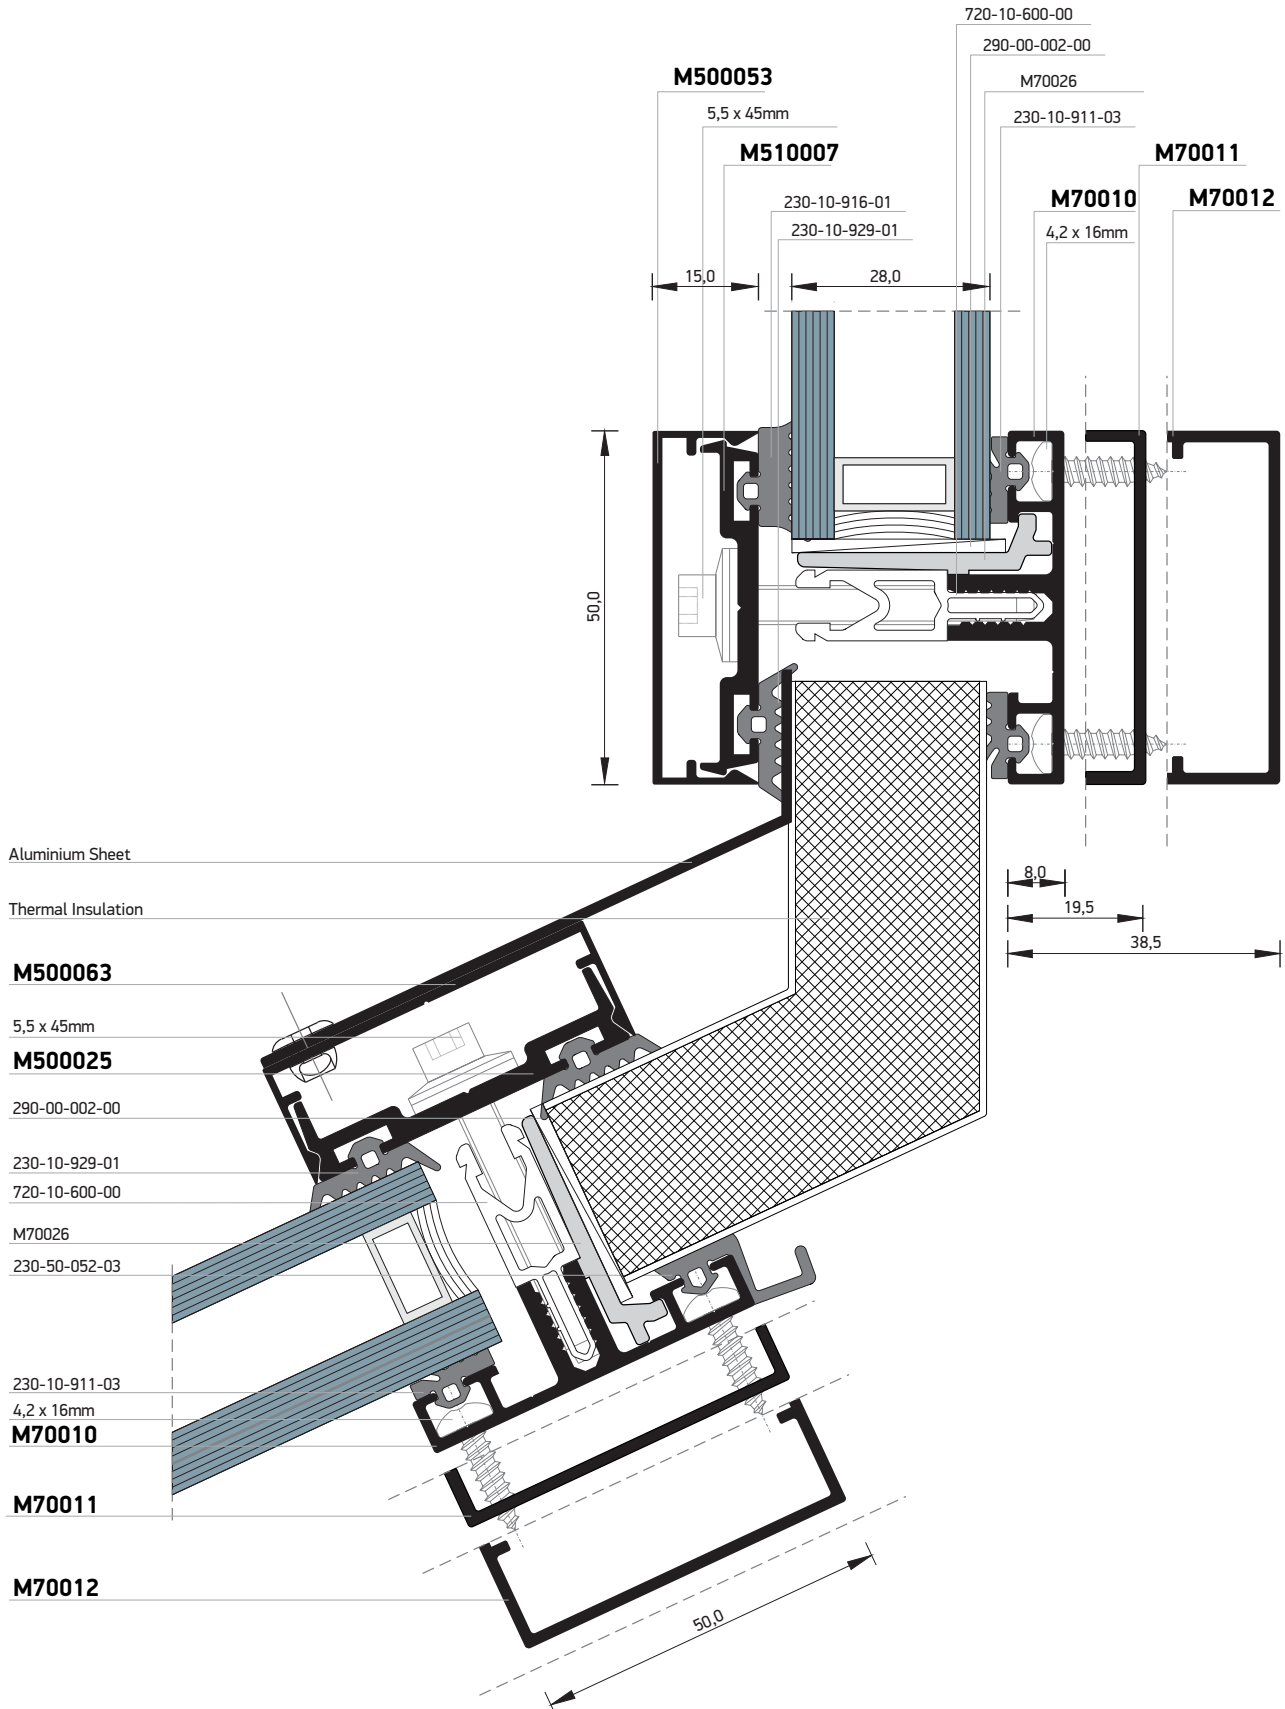 720-10-600-00
290-00-002-00
M500053
M70026
5,5 x 45mm
230-10-911-03
M510007
M70011
230-10-916-01
M70010
M70012
230-10-929-01
4,2 x 16mm
15,0
28,0
50,0
Aluminium Sheet
8,0
Thermal Insulation
19,5
38,5
M500063
5,5 x 45mm
M500025
290-00-002-00
230-10-929-01
720-10-600-00
M70026
230-50-052-03
230-10-911-03
4,2 x 16mm
M70010
M70011
M70012
50,0